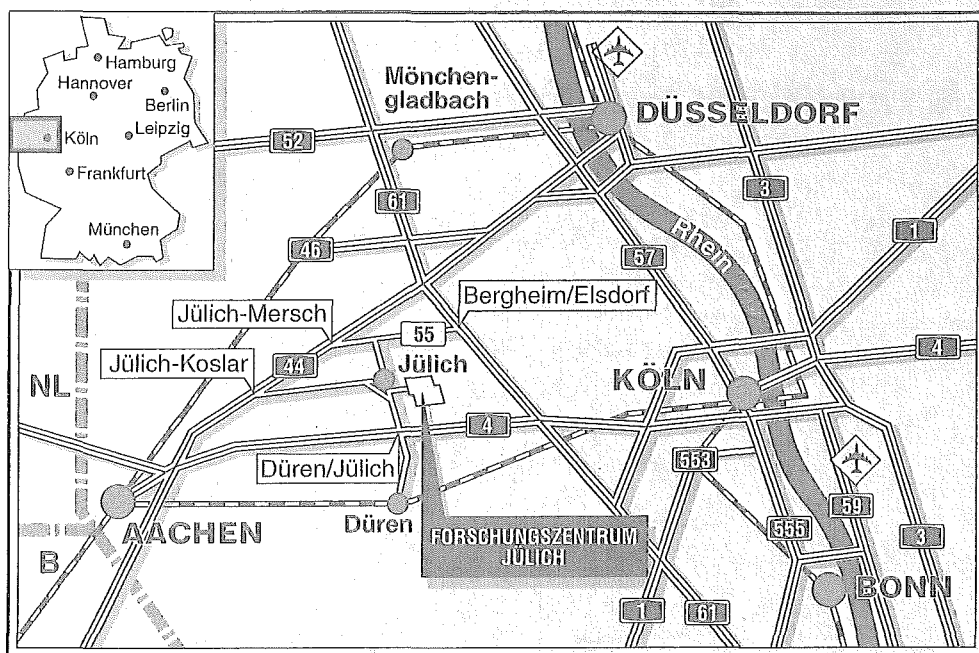 Hamburg
Hannover
Berlin
Köln
Leipzig
Frankfurt
München
Mönchen-
gladbach
DÜSSELDORF
52
61
3
1
46
57
Rhein
Bergheim/Elsdorf
Jülich-Mersch
55
4
Jülich-Koslar
44
Jülich
KÖLN
NL
4
553
Düren/Jülich
59
Düren
AACHEN
FORSCHUNGSZENTRUM
JÜLICH
555
3
B
BONN
1
61